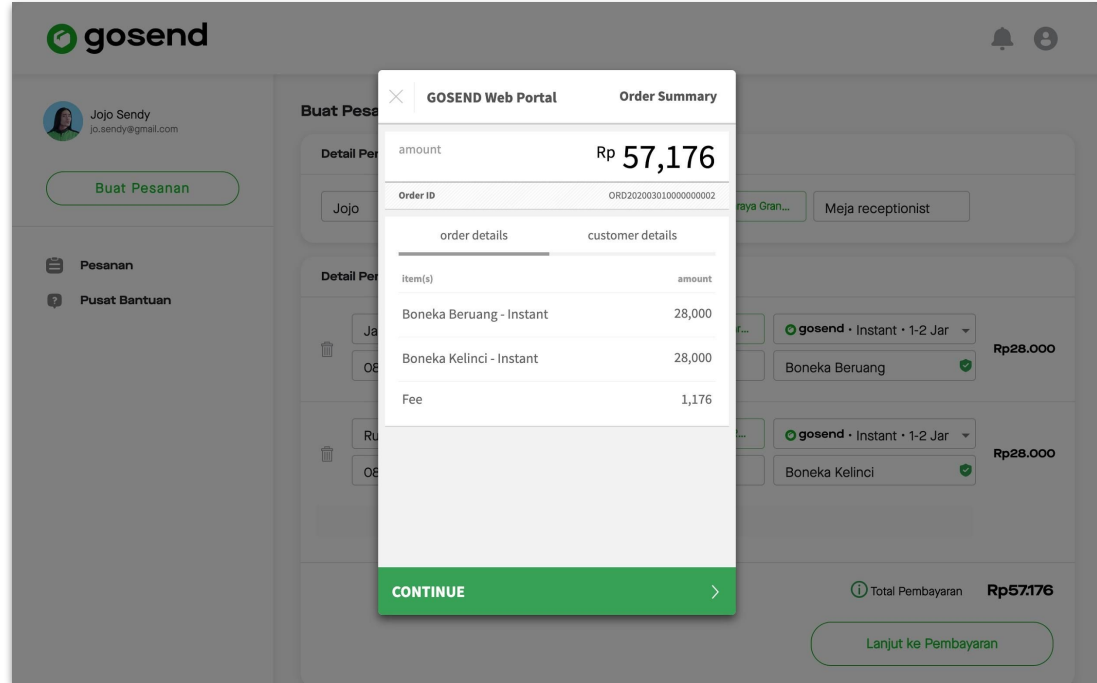 gosend
Jojo Sendy
jo.sendy@gmail.com
Buat Pesanan
Pesanan
Pusat Bantuan
Buat Pesa
Detail Per
Jojo
raya Gran...
Meja receptionist
GOSEND Web Portal
Order Summary
amount
Rp 57,176
Order ID
ORD202003010000000002
order details
customer details
item(s)
amount
Boneka Beruang - Instant
28,000
Boneka Kelinci - Instant
28,000
Fee
1,176
CONTINUE
Detail Per
Ja
08
gosend · Instant · 1-2 Jar
Boneka Beruang
Rp28.000
Ru
08
gosend · Instant · 1-2 Jar
Boneka Kelinci
Rp28.000
Total Pembayaran
Rp57.176
Lanjut ke Pembayaran